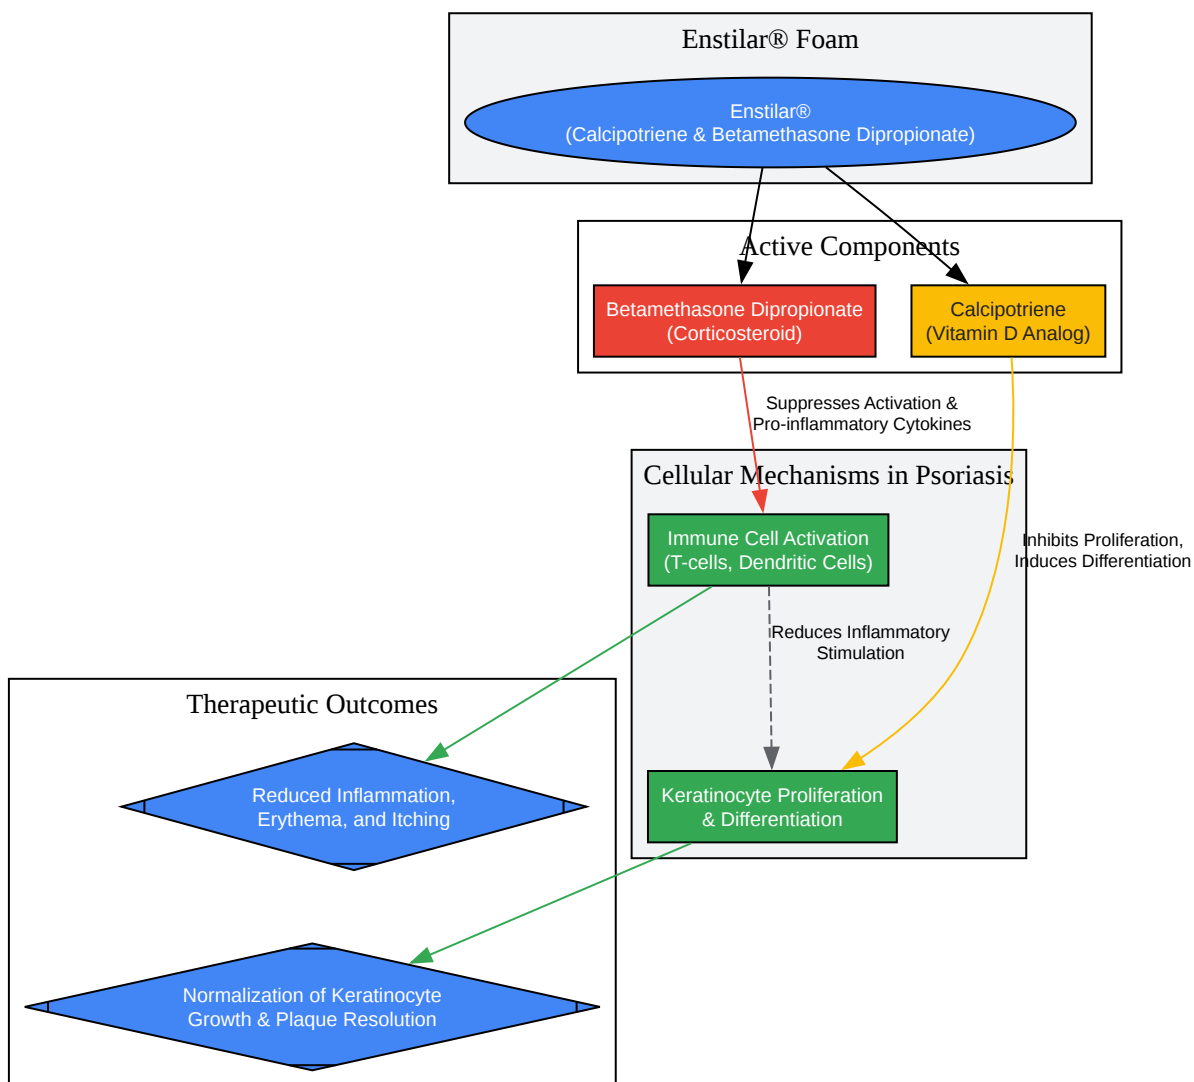 Enstilar® Foam
Enstilar®
(Calcipotriene & Betamethasone Dipropionate)
Active Components
Betamethasone Dipropionate
(Corticosteroid)
Calcipotriene
(Vitamin D Analog)
Suppresses Activation &
Pro-inflammatory Cytokines
Cellular Mechanisms in Psoriasis
Immune Cell Activation
(T-cells, Dendritic Cells)
Inhibits Proliferation,
Induces Differentiation
Reduces Inflammatory
Stimulation
Therapeutic Outcomes
Reduced Inflammation,
Erythema, and Itching
Keratinocyte Proliferation
& Differentiation
Normalization of Keratinocyte
Growth & Plaque Resolution